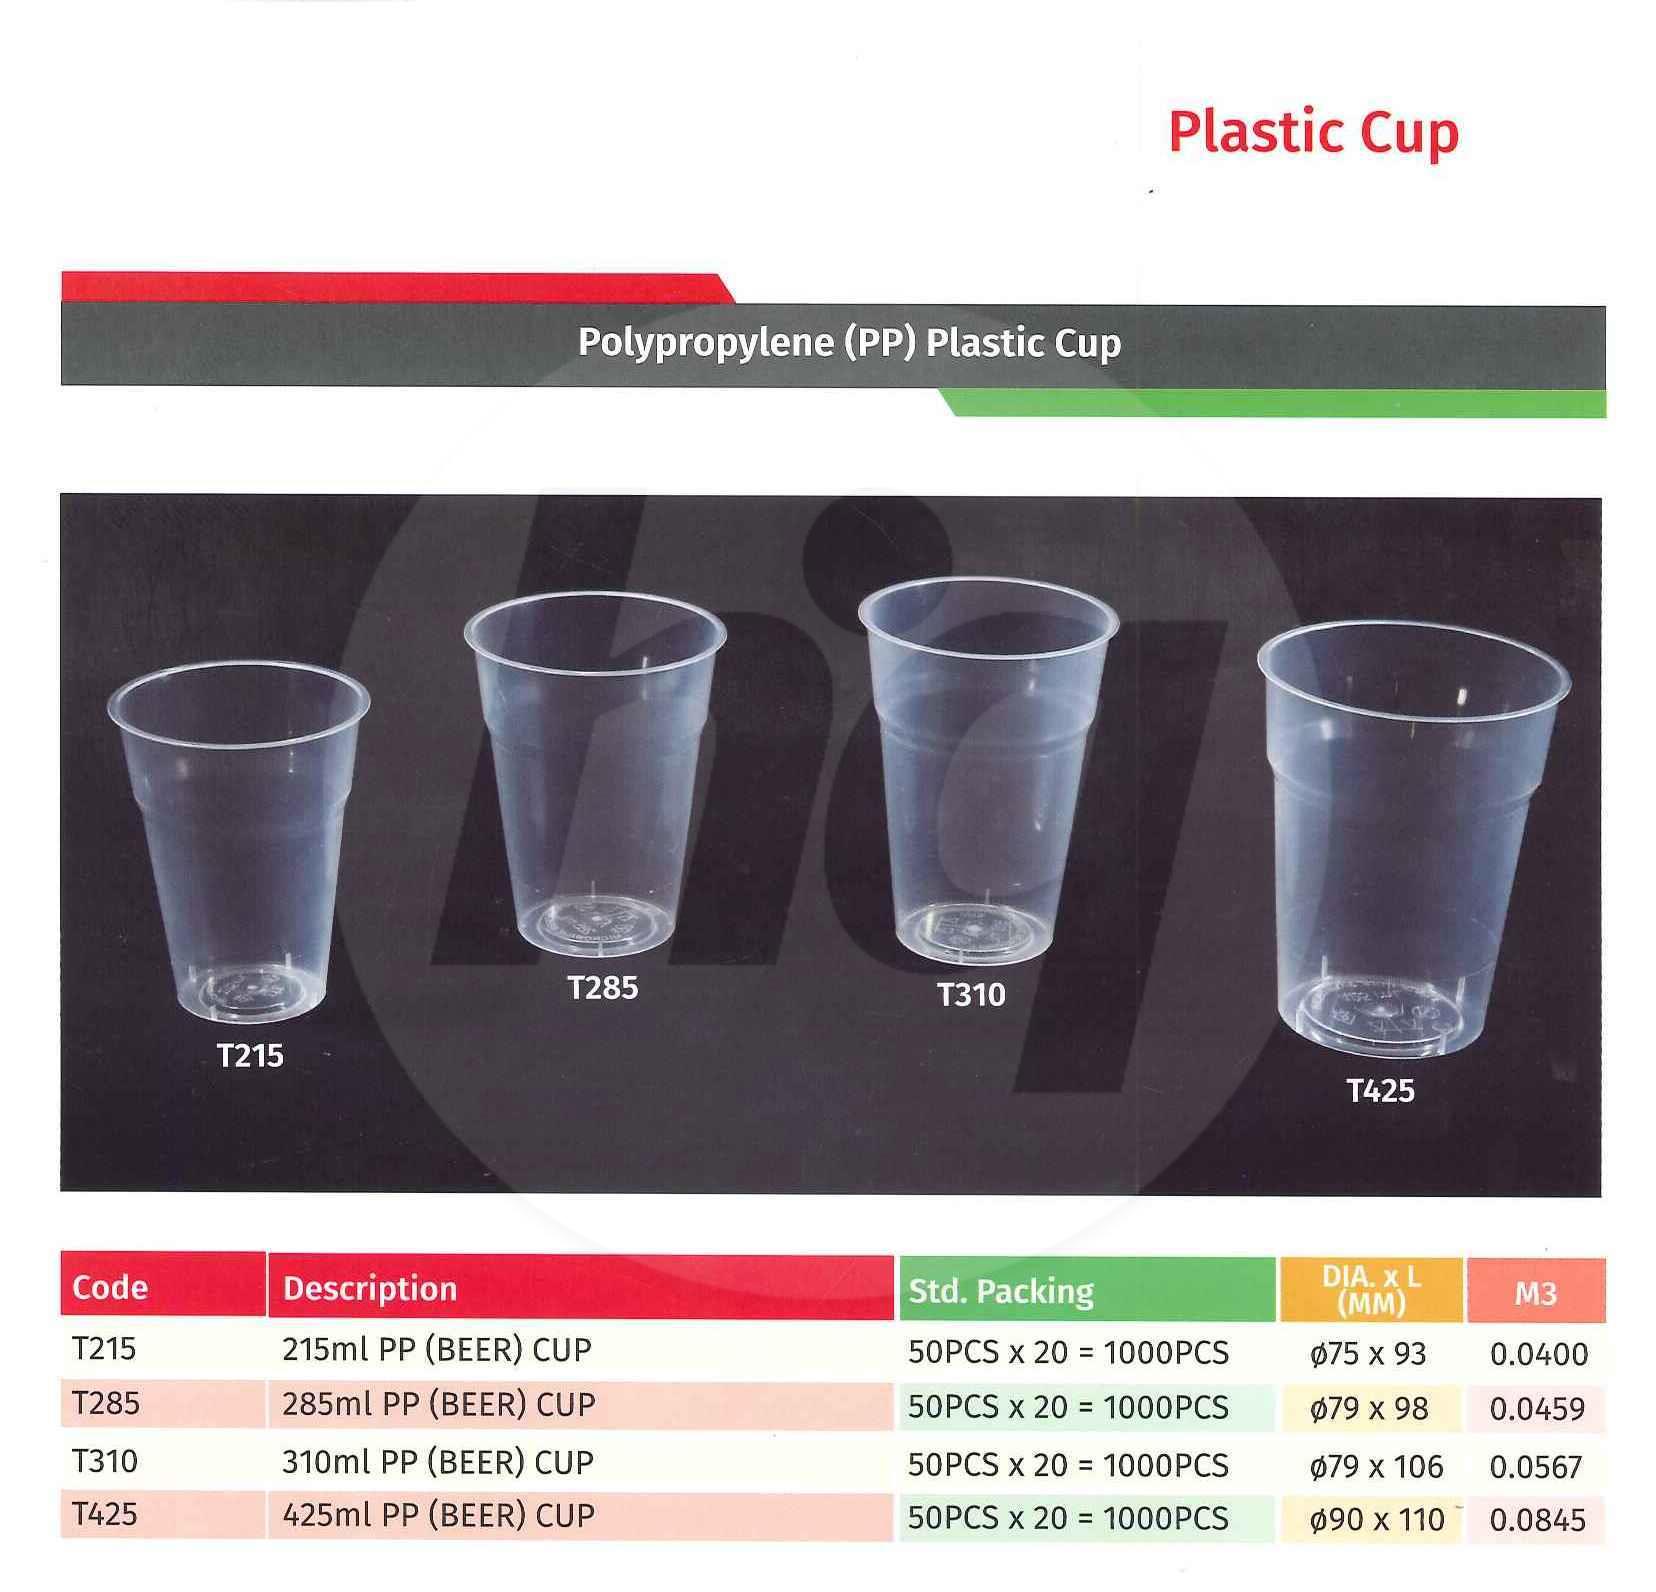 Plastic Cup
Polypropylene (PP) Plastic Cup
hiq
T285
T310
T215
T425
Code Description Std. Packing DIA. x L (MM) M3
T215 215ml PP (BEER) CUP 50PCS x 20 = 1000PCS ø75 x 93 0.0400
T285 285ml PP (BEER) CUP 50PCS x 20 = 1000PCS ø79 x 98 0.0459
T310 310ml PP (BEER) CUP 50PCS x 20 = 1000PCS ø79 x 106 0.0567
T425 425ml PP (BEER) CUP 50PCS x 20 = 1000PCS ø90 x 110 0.0845